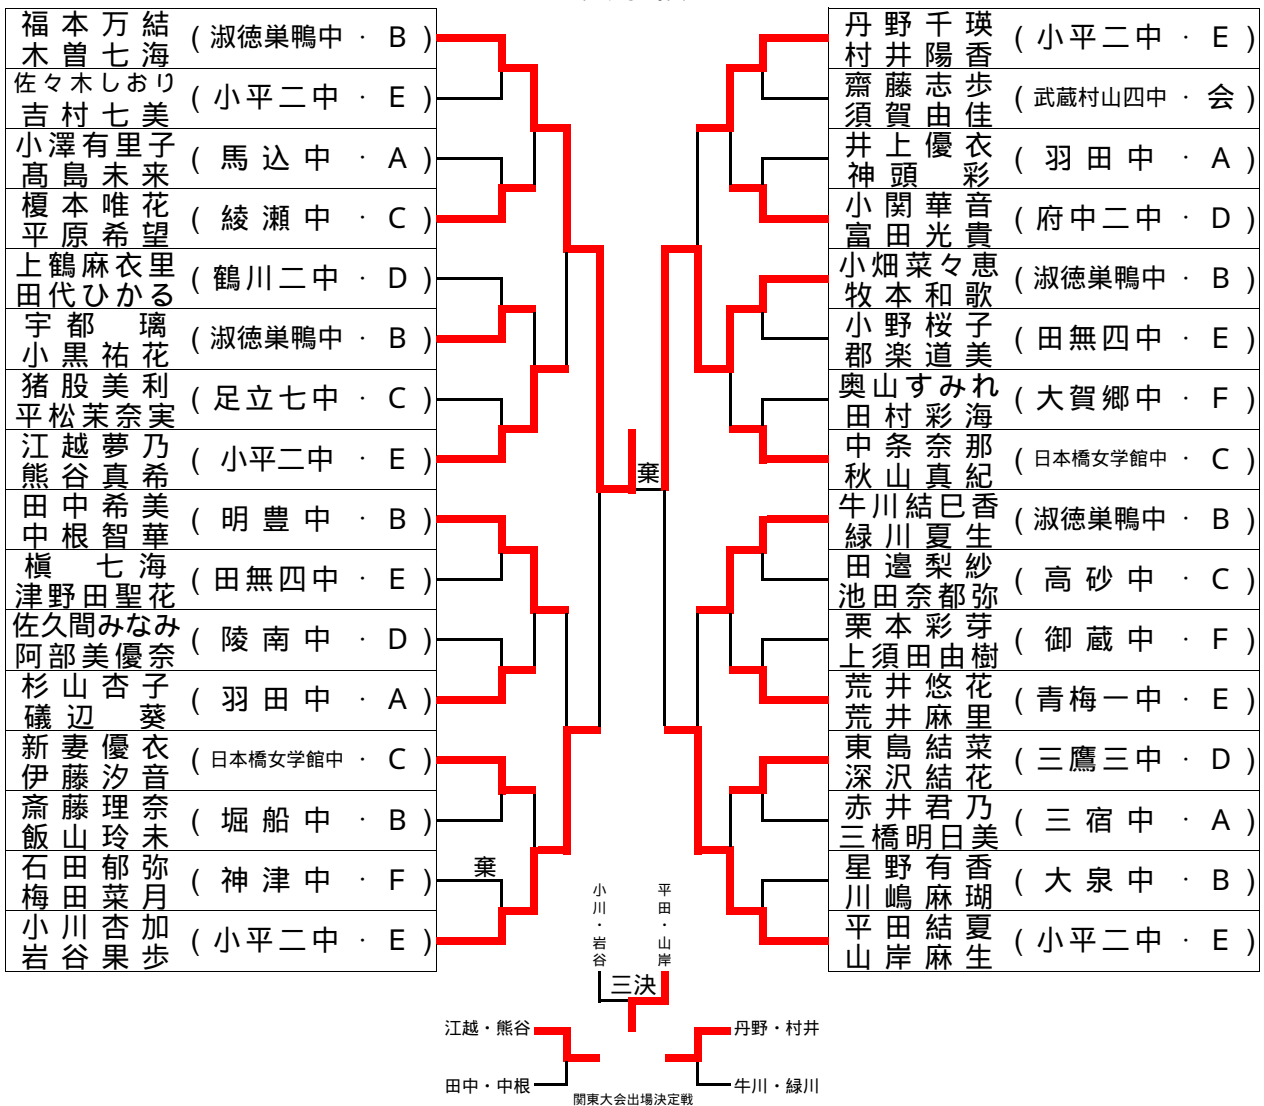 福本万結
木曽七海
(淑徳巣鴨中・B)
佐々木しおり
吉村七美
(小平二中・E)
小澤有里子
髙島未来
(馬込中・A)
榎本唯花
平原希望
(綾瀬中・C)
上鶴麻衣里
田代ひかる
(鶴川二中・D)
宇都 璃
小黒祐花
(淑徳巣鴨中・B)
猪股美利
平松茉奈実
(足立七中・C)
江越夢乃
熊谷真希
(小平二中・E)
田中希美
中根智華
(明豊中・B)
槇 七海
津野田聖花
(田無四中・E)
佐久間みなみ
阿部美優奈
(陵南中・D)
杉山杏子
礒辺 葵
(羽田中・A)
新妻優衣
伊藤汐音
(日本橋女学館中・C)
斎藤理奈
飯山玲未
(堀船中・B)
石田郁弥
梅田菜月
(神津中・F)
棄
小川杏加
岩谷果歩
(小平二中・E)
棄
丹野千瑛
村井陽香
(小平二中・E)
齋藤志歩
須賀由佳
(武蔵村山四中・会)
井上優衣
神頭 彩
(羽田中・A)
小関華音
富田光貴
(府中二中・D)
小畑菜々恵
牧本和歌
(淑徳巣鴨中・B)
小野桜子
郡楽道美
(田無四中・E)
奥山すみれ
田村彩海
(大賀郷中・F)
中条奈那
秋山真紀
(日本橋女学館中・C)
牛川結巳香
緑川夏生
(淑徳巣鴨中・B)
田邉梨紗
池田奈都弥
(高砂中・C)
栗本彩芽
上須田由樹
(御蔵中・F)
荒井悠花
荒井麻里
(青梅一中・E)
東島結菜
深沢結花
(三鷹三中・D)
赤井君乃
三橋明日美
(三宿中・A)
星野有香
川嶋麻瑚
(大泉中・B)
平田結夏
山岸麻生
(小平二中・E)
小川・岩谷
平田・山岸
三決
江越・熊谷
田中・中根
丹野・村井
牛川・緑川
関東大会出場決定戦